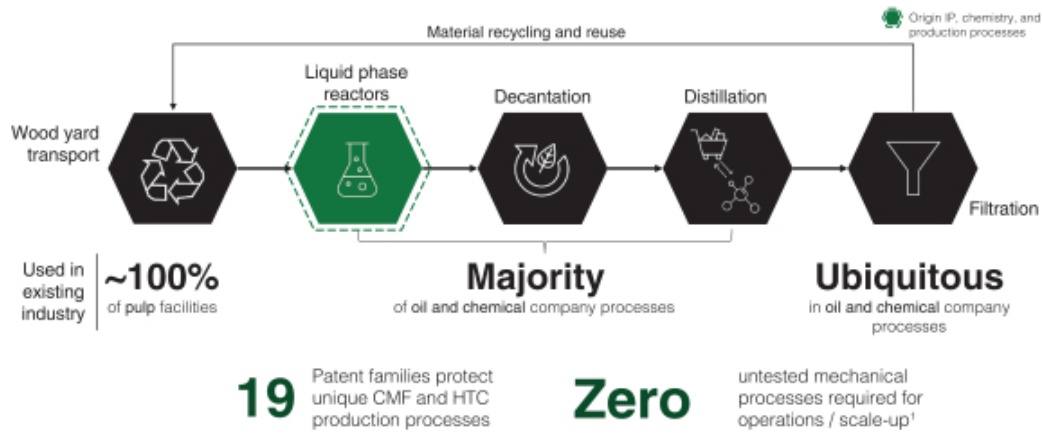 Origin IP, chemistry, and
production processes
Material recycling and reuse
Liquid phase
reactors
Decantation
Distillation
Wood yard
transport
Filtration
Used in
existing
industry
~100%
of pulp facilities
Majority
of oil and chemical company processes
Ubiquitous
in oil and chemical company
processes
19
Patent families protect
unique CMF and HTC
production processes
Zero
untested mechanical
processes required for
operations / scale-up¹